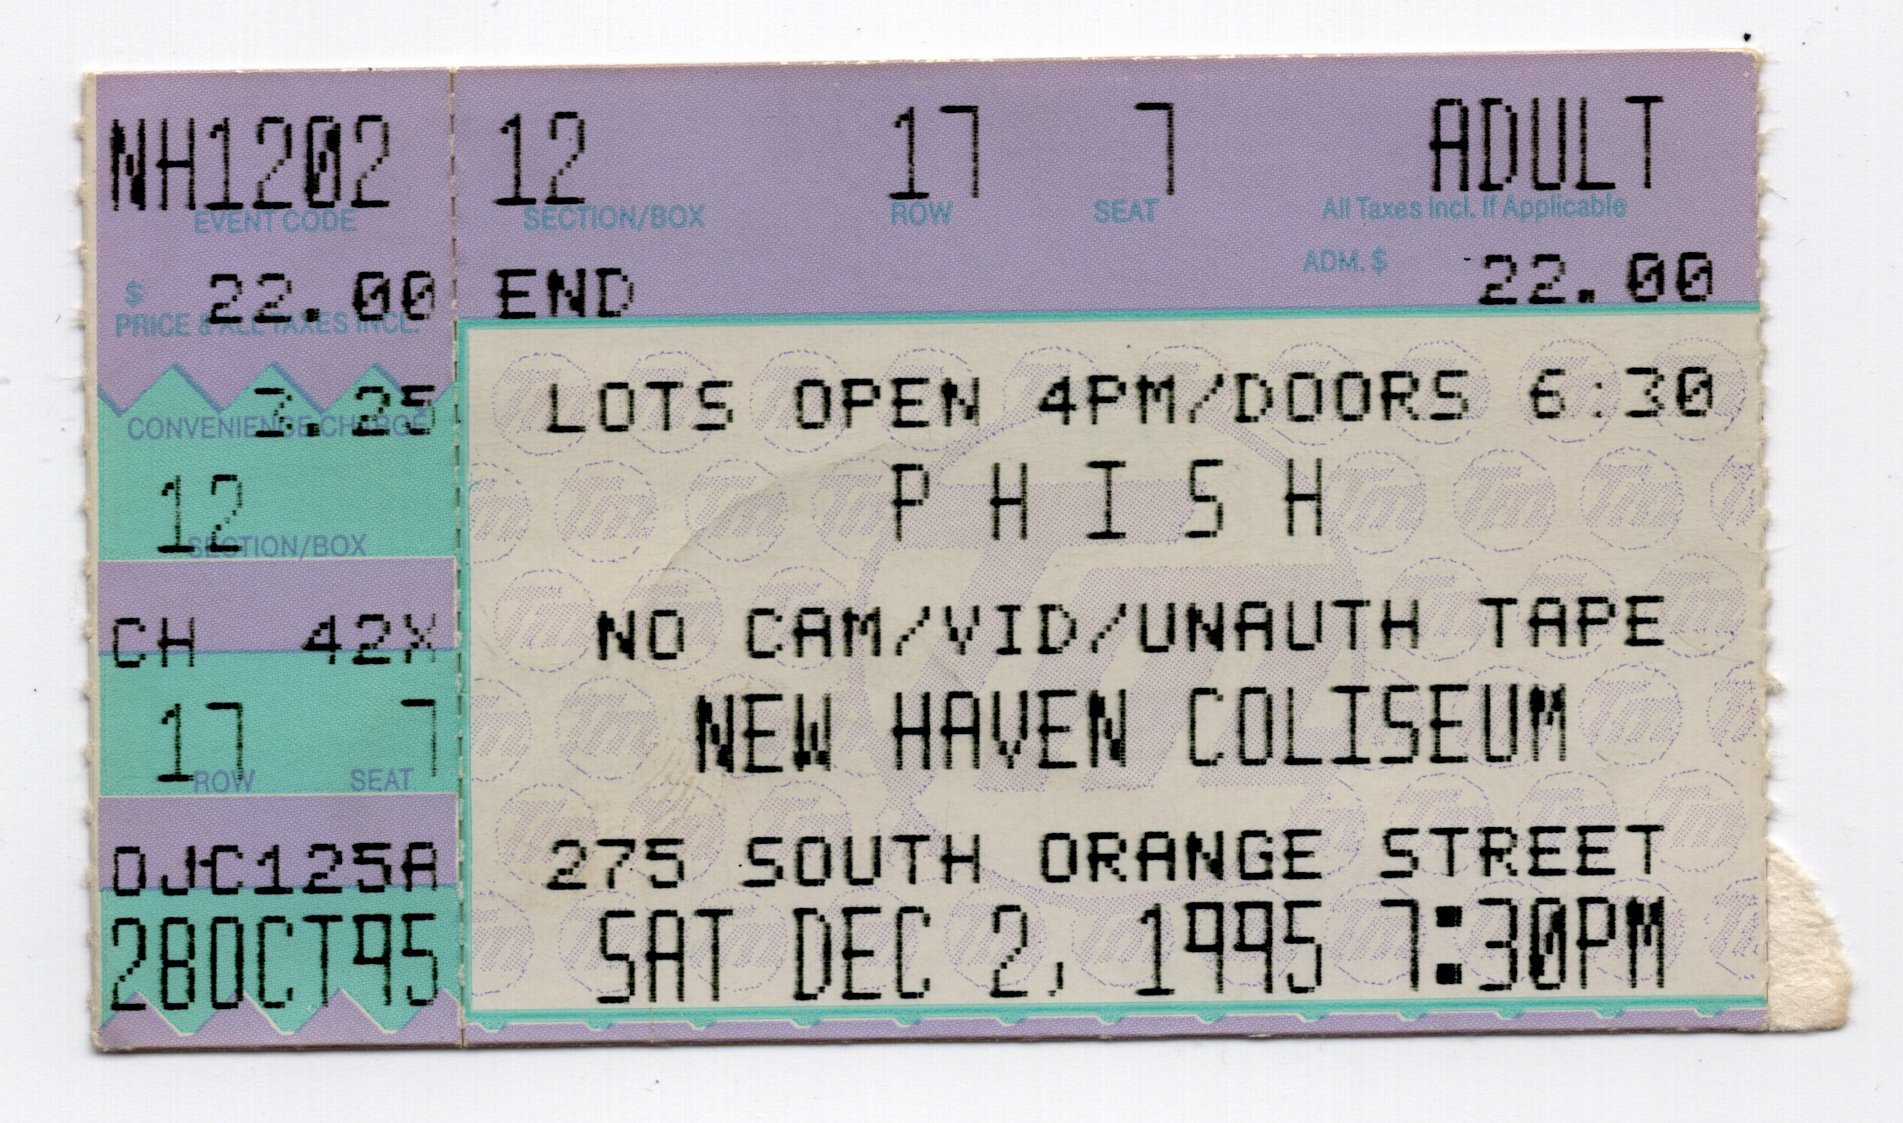 NH1202
EVENT CODE
$ 22.00
PRICE & ALL TAXES INCL.
3.25
CONVENIENCE CHARGE
12
SECTION/BOX
CH 42X
17 7
ROW SEAT
OJC125A
28OCT95
12 17 7 ADULT
SECTION/BOX ROW SEAT All Taxes Incl. If Applicable
END ADM. $ 22.00
LOTS OPEN 4PM/DOORS 6:30
P H I S H
NO CAM/VID/UNAUTH TAPE
NEW HAVEN COLISEUM
275 SOUTH ORANGE STREET
SAT DEC 2, 1995 7:30PM